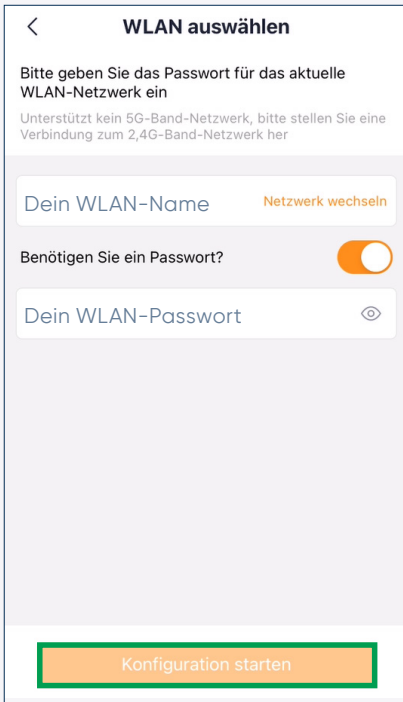 WLAN auswählen
Bitte geben Sie das Passwort für das aktuelle
WLAN-Netzwerk ein
Unterstützt kein 5G-Band-Netzwerk, bitte stellen Sie eine
Verbindung zum 2,4G-Band-Netzwerk her
Dein WLAN-Name Netzwerk wechseln
Benötigen Sie ein Passwort?
Dein WLAN-Passwort
Konfiguration starten